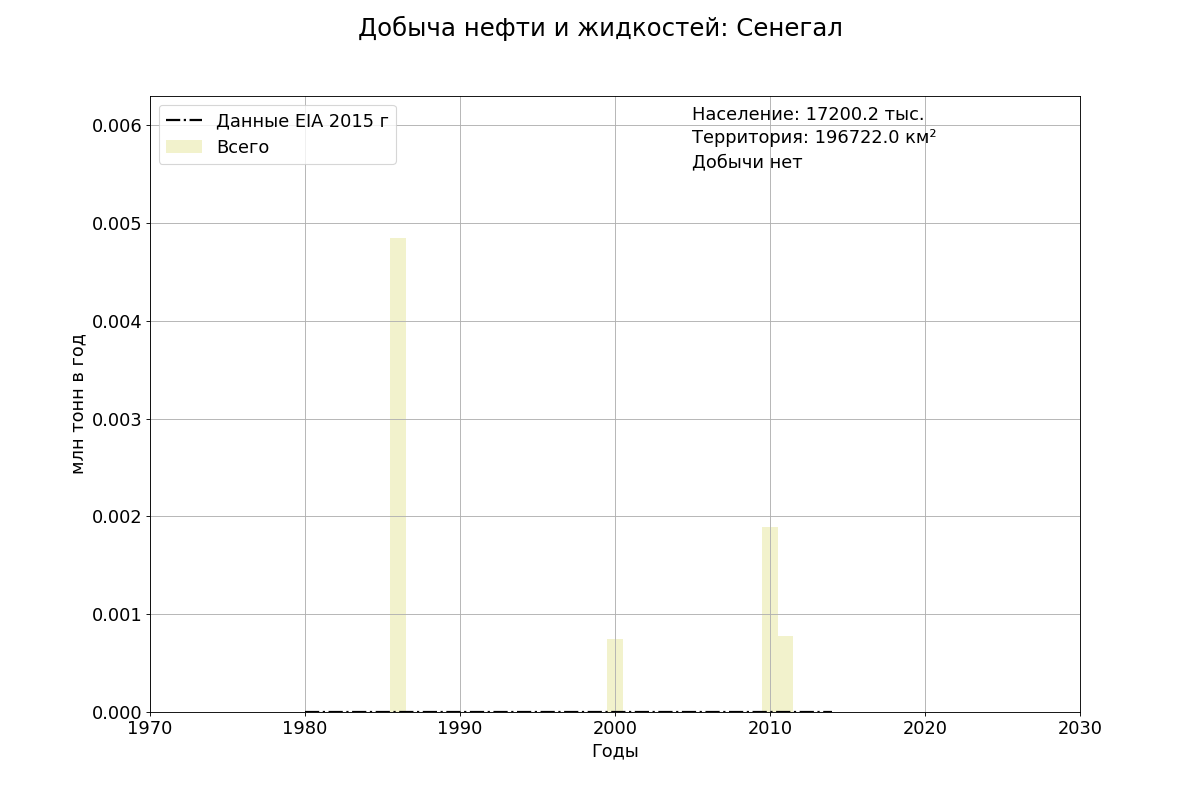 Добыча нефти и жидкостей: Сенегал
Данные EIA 2015 г
Всего
Население: 17200.2 тыс.
Территория: 196722.0 км²
Добычи нет
млн тонн в год
0.006
0.005
0.004
0.003
0.002
0.001
0.000
1970 1980 1990 2000 2010 2020 2030
Годы